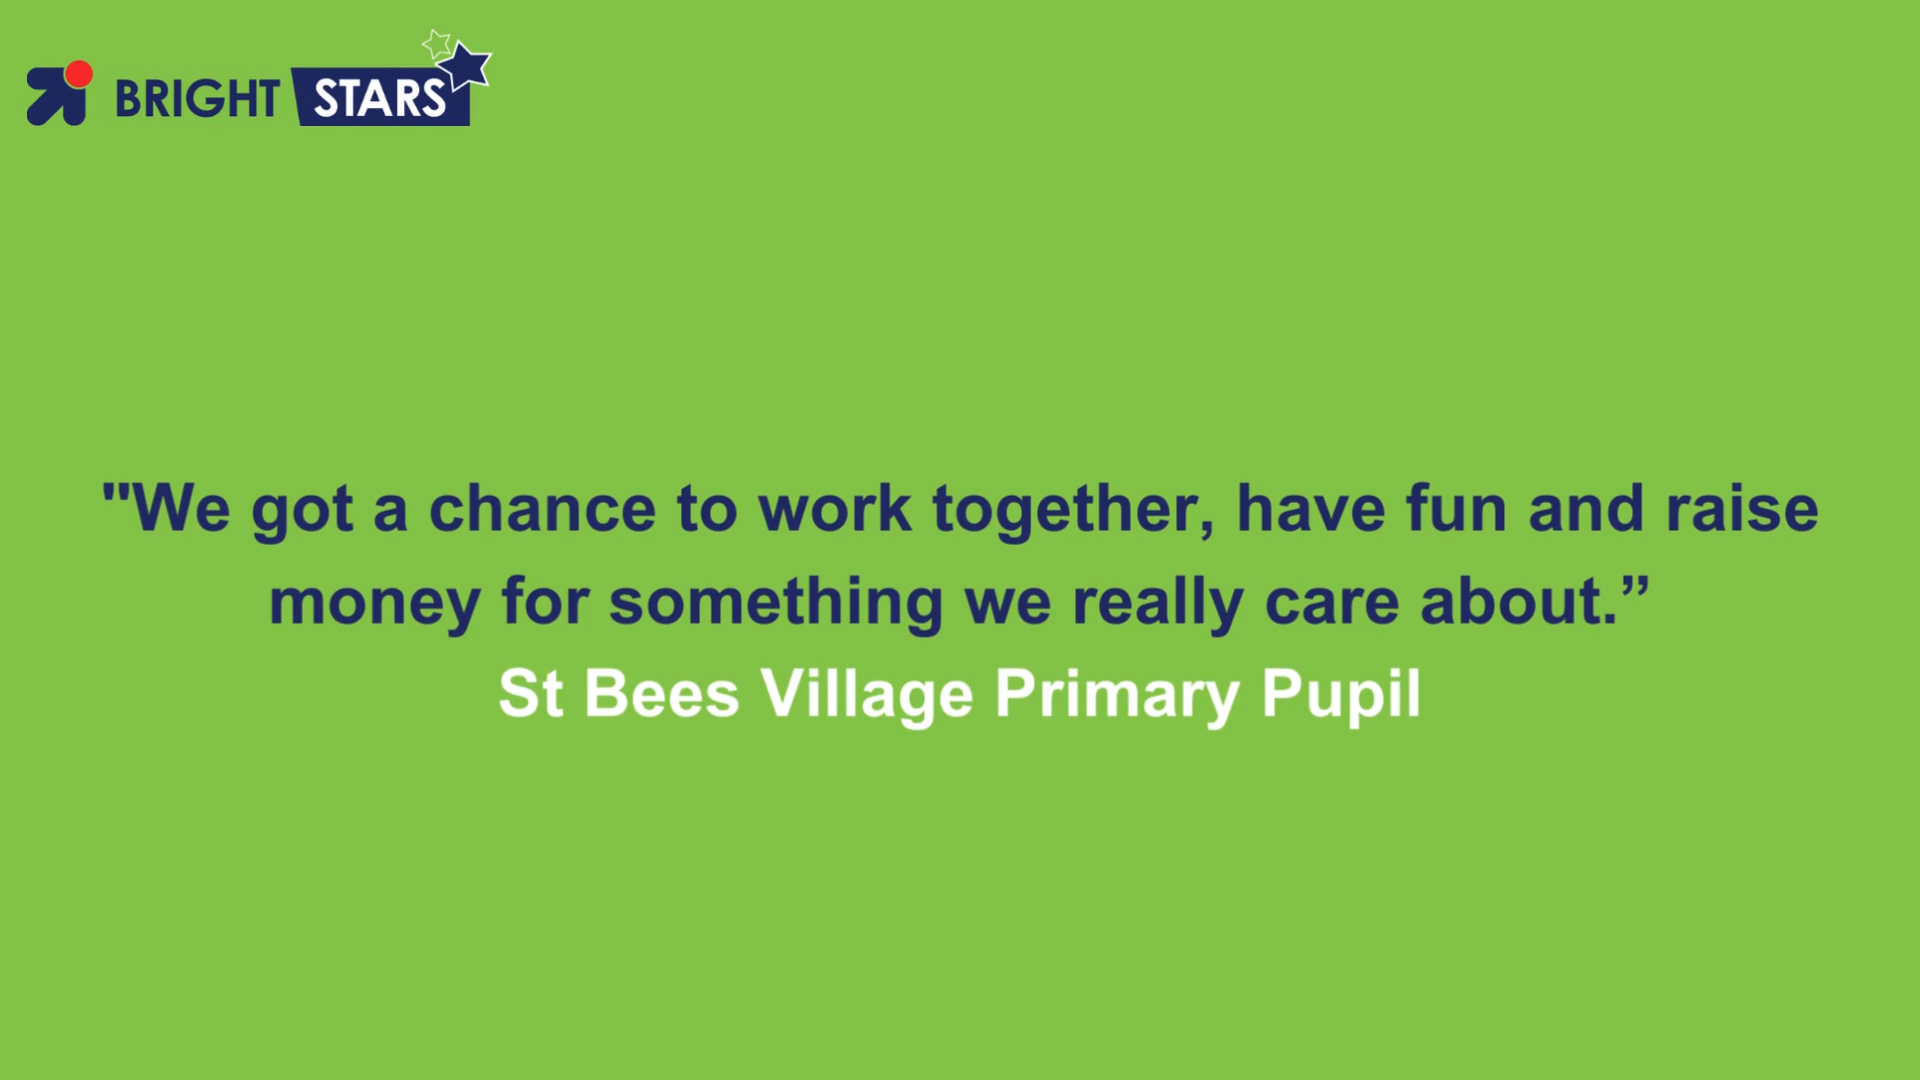 BRIGHT STARS
"We got a chance to work together, have fun and raise
money for something we really care about.”
St Bees Village Primary Pupil